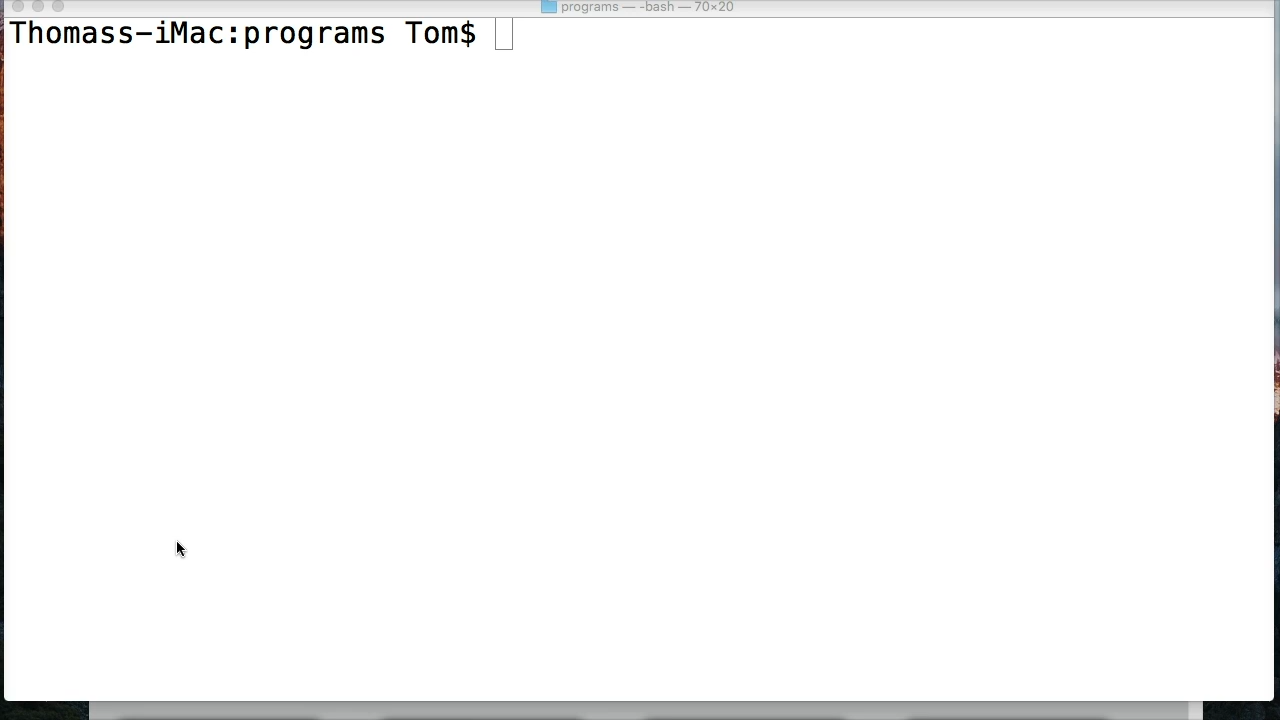 programs — -bash — 70×20
Thomass-iMac:programs Tom$